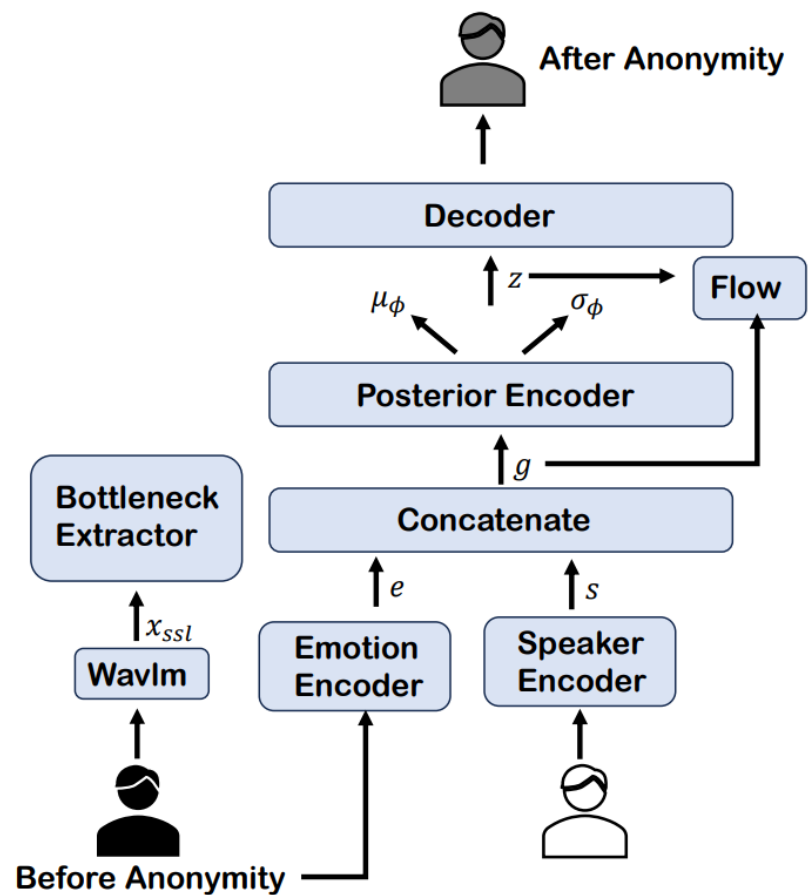 After Anonymity
Decoder
z
Flow
μϕ
σϕ
Posterior Encoder
g
Bottleneck
Extractor
Concatenate
e
s
xssl
Emotion
Encoder
Speaker
Encoder
Wavlm
Before Anonymity